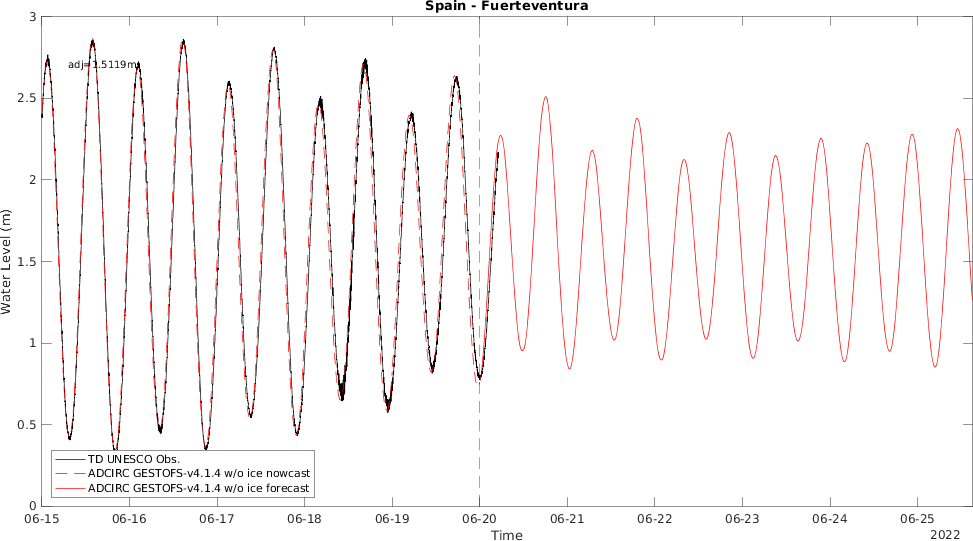 Spain - Fuerteventura
3
adj=1.5119m
2.5
2
1.5
1
0.5
0
Water Level (m)
TD UNESCO Obs.
ADCIRC GESTOFS-v4.1.4 w/o ice nowcast
ADCIRC GESTOFS-v4.1.4 w/o ice forecast
06-15 06-16 06-17 06-18 06-19 06-20 06-21 06-22 06-23 06-24 06-25
Time
2022